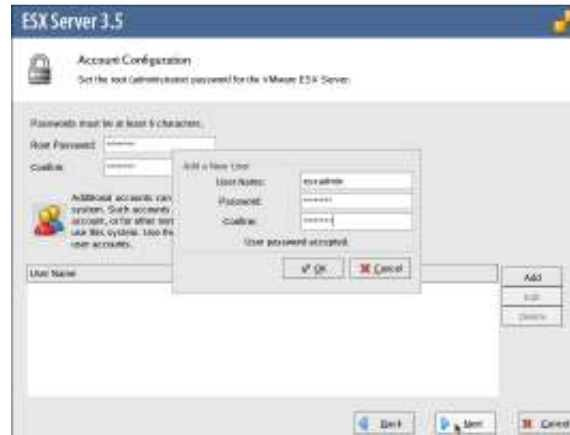 ESX Server 3.5
Account Configuration
Set the root (administrator) password for the VMware ESX Server.
Passwords must be at least 6 characters.
Root Password: *******
Confirm: *******
Additional accounts can
system. Such accounts
account, or for other
use this system. Use the
user accounts.
Add a New User
User Name: esxadmin
Password: *******
Confirm: *******
User password accepted.
OK
Cancel
User Name
Add
Edit
Delete
Back
Next
Cancel